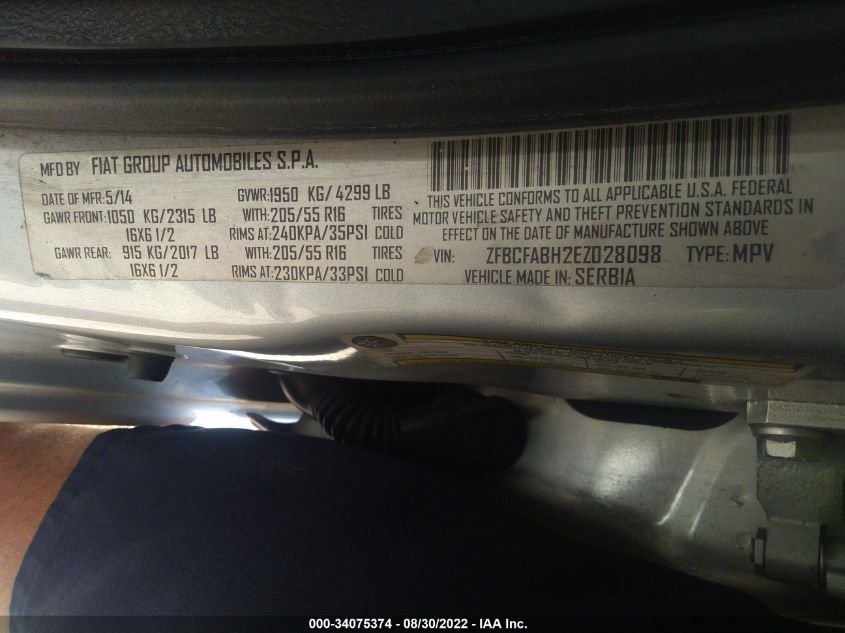 MFD BY FIAT GROUP AUTOMOBILES S.P.A.
DATE OF MFR:5/14 GVWR:1950 KG/ 4299 LB
GAWR FRONT:1050 KG/2315 LB WITH:205/55 R16 TIRES
16X6 1/2 RIMS AT:240KPA/35PSI COLD
GAWR REAR: 915 KG/2017 LB WITH:205/55 R16 TIRES
16X6 1/2 RIMS AT:230KPA/33PSI COLD
THIS VEHICLE CONFORMS TO ALL APPLICABLE U.S.A. FEDERAL
MOTOR VEHICLE SAFETY AND THEFT PREVENTION STANDARDS IN
EFFECT ON THE DATE OF MANUFACTURE SHOWN ABOVE
VIN: ZFBCFABH2EZ028098 TYPE:MPV
VEHICLE MADE IN: SERBIA
000-34075374 - 08/30/2022 - IAA Inc.